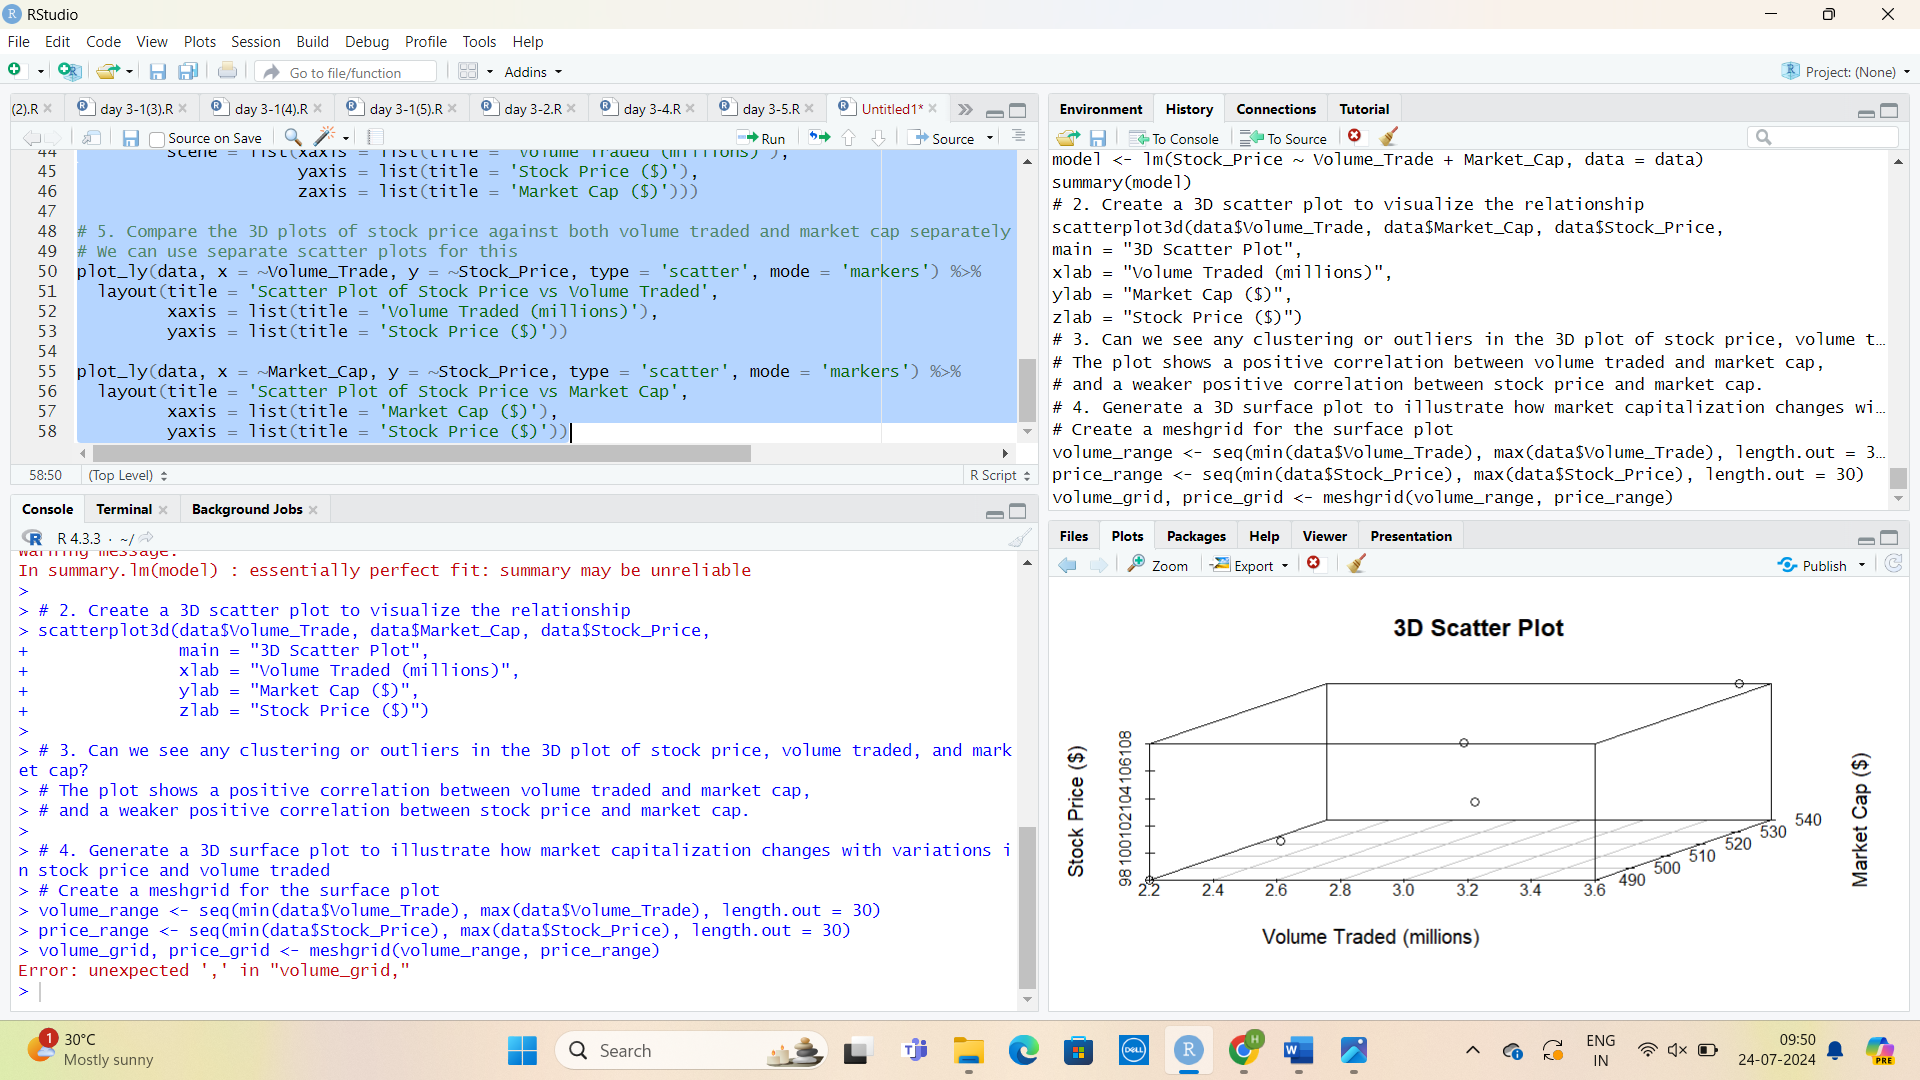 RStudio
File Edit Code View Plots Session Build Debug Profile Tools Help
Go to file/function Addins Project: (None)
(2).R day 3-1(3).R day 3-1(4).R day 3-1(5).R day 3-2.R day 3-4.R day 3-5.R Untitled1*
Source on Save Run Source
44 scene = list(xaxis = list(title = 'Volume Traded (millions)'),
45 yaxis = list(title = 'Stock Price ($)'),
46 zaxis = list(title = 'Market Cap ($)')))
47
48 # 5. Compare the 3D plots of stock price against both volume traded and market cap separately
49 # We can use separate scatter plots for this
50 plot_ly(data, x = ~Volume_Trade, y = ~Stock_Price, type = 'scatter', mode = 'markers') %>%
51 layout(title = 'Scatter Plot of Stock Price vs Volume Traded',
52 xaxis = list(title = 'Volume Traded (millions)'),
53 yaxis = list(title = 'Stock Price ($)'))
54
55 plot_ly(data, x = ~Market_Cap, y = ~Stock_Price, type = 'scatter', mode = 'markers') %>%
56 layout(title = 'Scatter Plot of Stock Price vs Market Cap',
57 xaxis = list(title = 'Market Cap ($)'),
58 yaxis = list(title = 'Stock Price ($)'))
58:50 (Top Level) R Script
Console Terminal Background Jobs
R 4.3.3 · ~/
Warning message:
In summary.lm(model) : essentially perfect fit: summary may be unreliable
>
> # 2. Create a 3D scatter plot to visualize the relationship
> scatterplot3d(data$Volume_Trade, data$Market_Cap, data$Stock_Price,
+ main = "3D Scatter Plot",
+ xlab = "Volume Traded (millions)",
+ ylab = "Market Cap ($)",
+ zlab = "Stock Price ($)")
>
> # 3. Can we see any clustering or outliers in the 3D plot of stock price, volume traded, and mark
et cap?
> # The plot shows a positive correlation between volume traded and market cap,
> # and a weaker positive correlation between stock price and market cap.
>
> # 4. Generate a 3D surface plot to illustrate how market capitalization changes with variations i
n stock price and volume traded
> # Create a meshgrid for the surface plot
> volume_range <- seq(min(data$Volume_Trade), max(data$Volume_Trade), length.out = 30)
> price_range <- seq(min(data$Stock_Price), max(data$Stock_Price), length.out = 30)
> volume_grid, price_grid <- meshgrid(volume_range, price_range)
Error: unexpected ',' in "volume_grid,"
>
Environment History Connections Tutorial
To Console To Source
model <- lm(Stock_Price ~ Volume_Trade + Market_Cap, data = data)
summary(model)
# 2. Create a 3D scatter plot to visualize the relationship
scatterplot3d(data$Volume_Trade, data$Market_Cap, data$Stock_Price,
main = "3D Scatter Plot",
xlab = "Volume Traded (millions)",
ylab = "Market Cap ($)",
zlab = "Stock Price ($)")
# 3. Can we see any clustering or outliers in the 3D plot of stock price, volume t…
# The plot shows a positive correlation between volume traded and market cap,
# and a weaker positive correlation between stock price and market cap.
# 4. Generate a 3D surface plot to illustrate how market capitalization changes wi…
# Create a meshgrid for the surface plot
volume_range <- seq(min(data$Volume_Trade), max(data$Volume_Trade), length.out = 3…
price_range <- seq(min(data$Stock_Price), max(data$Stock_Price), length.out = 30)
volume_grid, price_grid <- meshgrid(volume_range, price_range)
Files Plots Packages Help Viewer Presentation
Zoom Export Publish
3D Scatter Plot
Stock Price ($)
98 100 102 104 106 108
2.2 2.4 2.6 2.8 3.0 3.2 3.4 3.6
490 500 510 520 530 540
Market Cap ($)
Volume Traded (millions)
1
30°C
Mostly sunny
Search
DELL
R
H
W
ENG
IN
09:50
24-07-2024
PRE